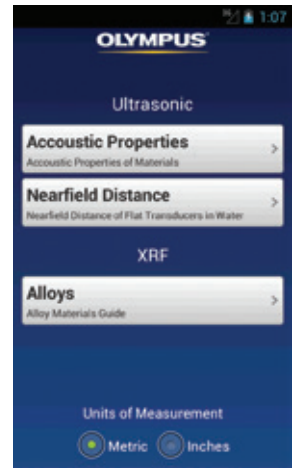 1:07
OLYMPUS
Ultrasonic
Accoustic Properties
Accoustic Properties of Materials
Nearfield Distance
Nearfield Distance of Flat Transducers in Water
XRF
Alloys
Alloy Materials Guide
Units of Measurement
Metric Inches